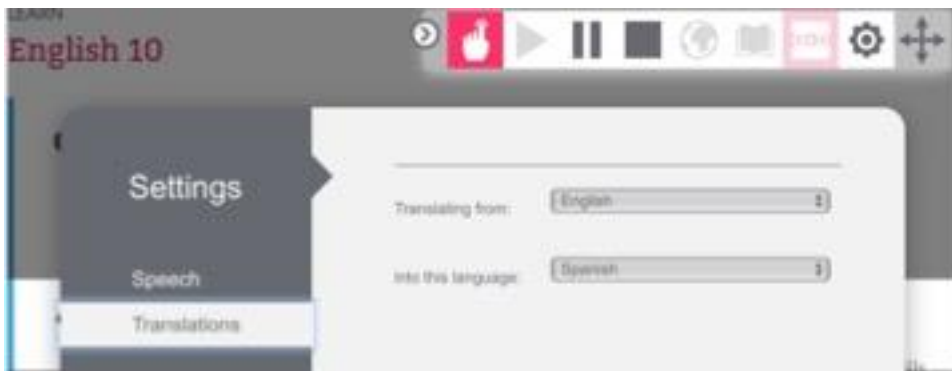 LEARN
English 10
Settings
Translating from: English
Into this language: Spanish
Speech
Translations